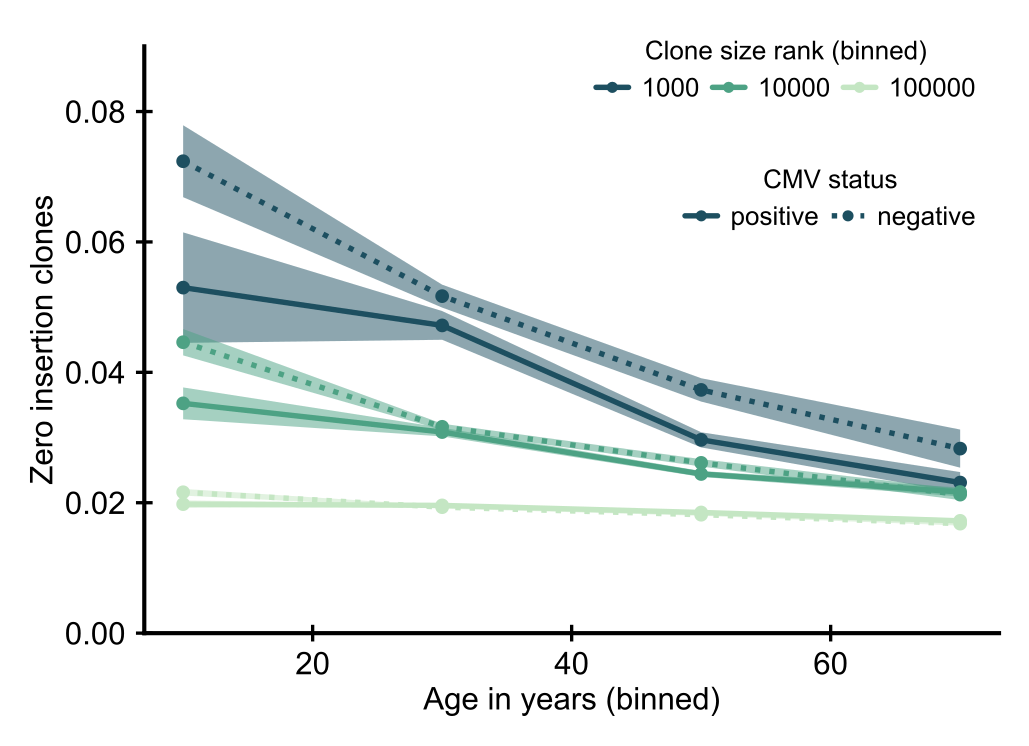 Clone size rank (binned)
1000 10000 100000
CMV status
positive negative
Zero insertion clones
0.08
0.06
0.04
0.02
0.00
20 40 60
Age in years (binned)